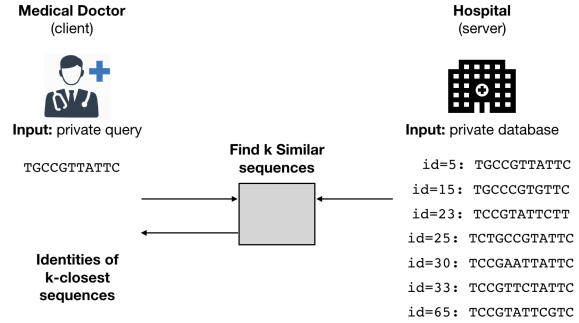 Medical Doctor
(client)
Input: private query
TGCCGTTATTC
Find k Similar
sequences
Identities of
k-closest
sequences
Hospital
(server)
Input: private database
id=5: TGCCGTTATTC
id=15: TGCCCGTGTTC
id=23: TCCGTATTCTT
id=25: TCTGCCGTATTC
id=30: TCCGAATTATTC
id=33: TCCGTTCTATTC
id=65: TCCGTATTCGTC